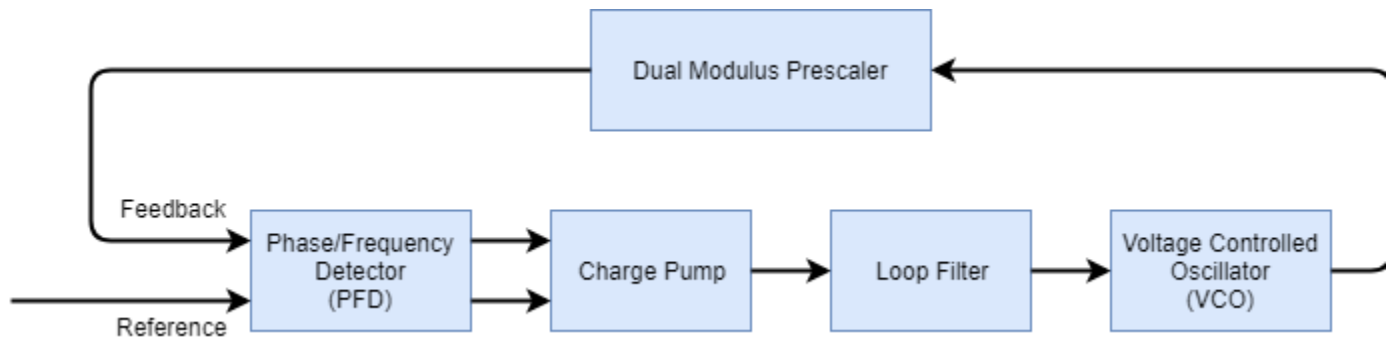 Dual Modulus Prescaler
Feedback
Phase/Frequency
Detector
(PFD)
Charge Pump
Loop Filter
Voltage Controlled
Oscillator
(VCO)
Reference